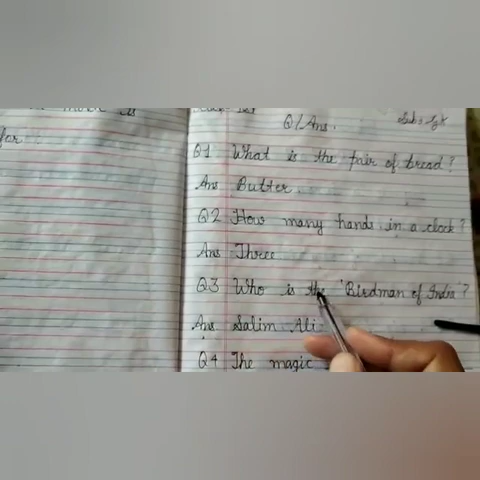 for
Q/Ans.
Sub: G.K
Q1 What is the pair of bread?
Ans Butter.
Q2 How many hands in a clock?
Ans Three
Q3 Who is the 'Birdman of India'?
Ans Salim Ali
Q4 The magic